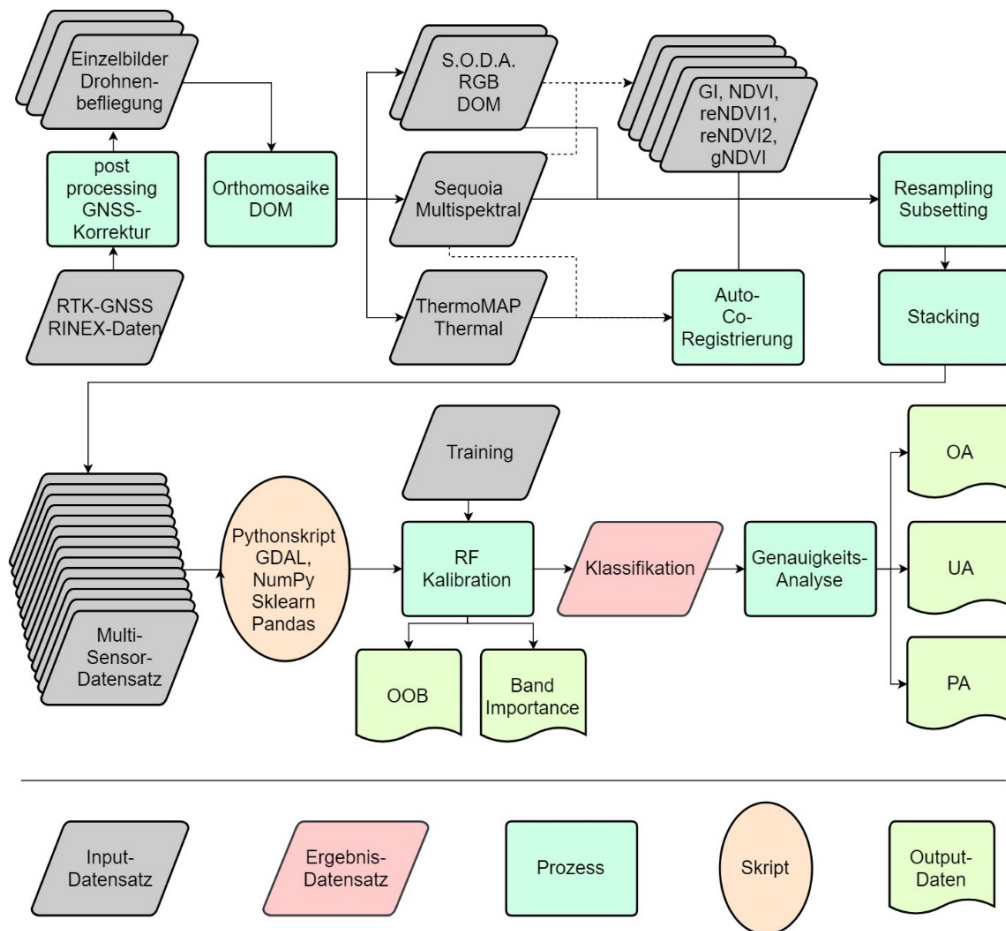 Einzelbilder
Drohnen-
befliegung
post
processing
GNSS-
Korrektur
RTK-GNSS
RINEX-Daten
Orthomosaike
DOM
S.O.D.A.
RGB
DOM
Sequoia
Multispektral
ThermoMAP
Thermal
GI, NDVI,
reNDVI1,
reNDVI2,
gNDVI
Auto-
Co-
Registrierung
Resampling
Subsetting
Stacking
Multi-
Sensor-
Datensatz
Pythonskript
GDAL,
NumPy
Sklearn
Pandas
Training
RF
Kalibration
OOB
Band
Importance
Klassifikation
Genauigkeits-
Analyse
OA
UA
PA
Input-
Datensatz
Ergebnis-
Datensatz
Prozess
Skript
Output-
Daten